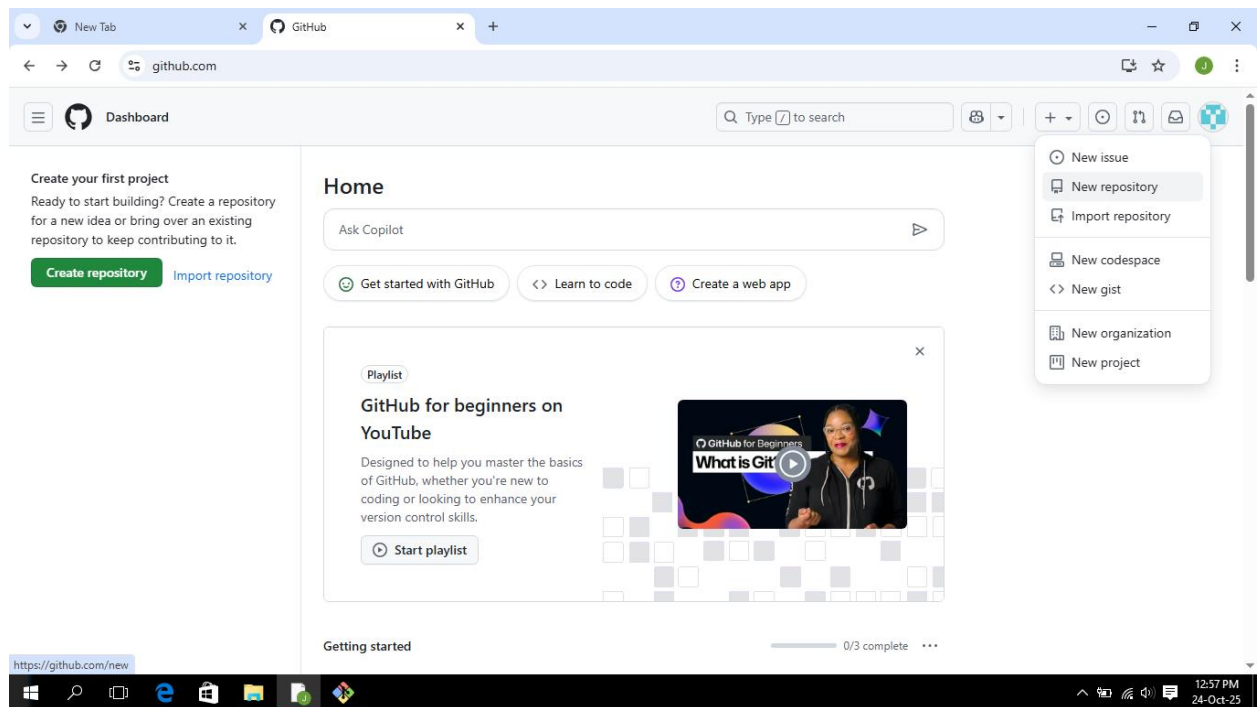 New Tab
GitHub
github.com
J
Dashboard
Type / to search
New issue
New repository
Import repository
New codespace
New gist
New organization
New project
Create your first project
Ready to start building? Create a repository
for a new idea or bring over an existing
repository to keep contributing to it.
Create repository
Import repository
Home
Ask Copilot
Get started with GitHub
Learn to code
Create a web app
Playlist
GitHub for beginners on
YouTube
Designed to help you master the basics
of GitHub, whether you're new to
coding or looking to enhance your
version control skills.
Start playlist
GitHub for Beginners
What is Git?
Getting started
0/3 complete
https://github.com/new
J
12:57 PM
24-Oct-25